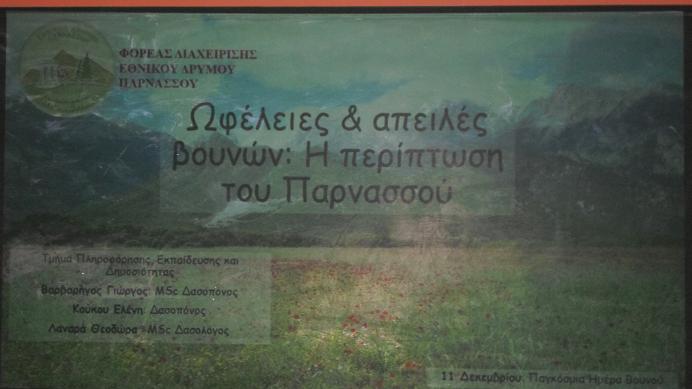 ΦΟΡΕΑΣ ΔΙΑΧΕΙΡΙΣΗΣ
ΕΘΝΙΚΟΥ ΔΡΥΜΟΥ
ΠΑΡΝΑΣΣΟΥ
Ωφέλειες & απειλές
βουνών: Η περίπτωση
του Παρνασσού
Τμήμα Πληροφόρησης, Εκπαίδευσης και
Δημοσιότητας
Βαρβαρήγος Γιώργος: MSc Δασοπόνος
Κούκου Ελένη: Δασοπόνος
Λαναρά Θεοδώρα : MSc Δασολόγος
11 Δεκεμβρίου: Παγκόσμια Ημέρα Βουνού